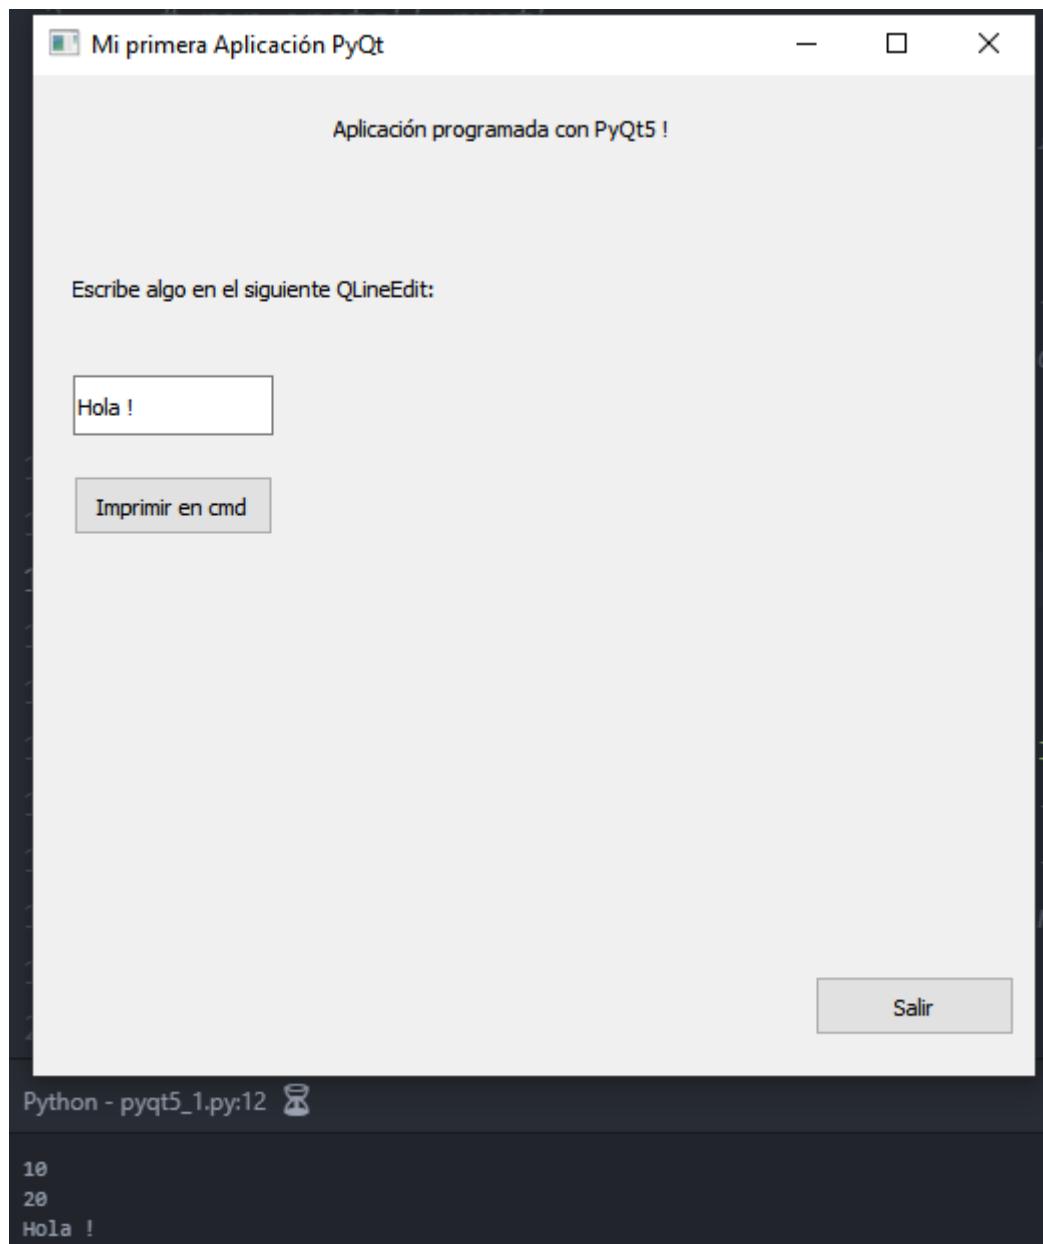 Mi primera Aplicación PyQt
Aplicación programada con PyQt5 !
Escribe algo en el siguiente QLineEdit:
Hola !
Imprimir en cmd
Salir
Python - pyqt5_1.py:12
10
20
Hola !